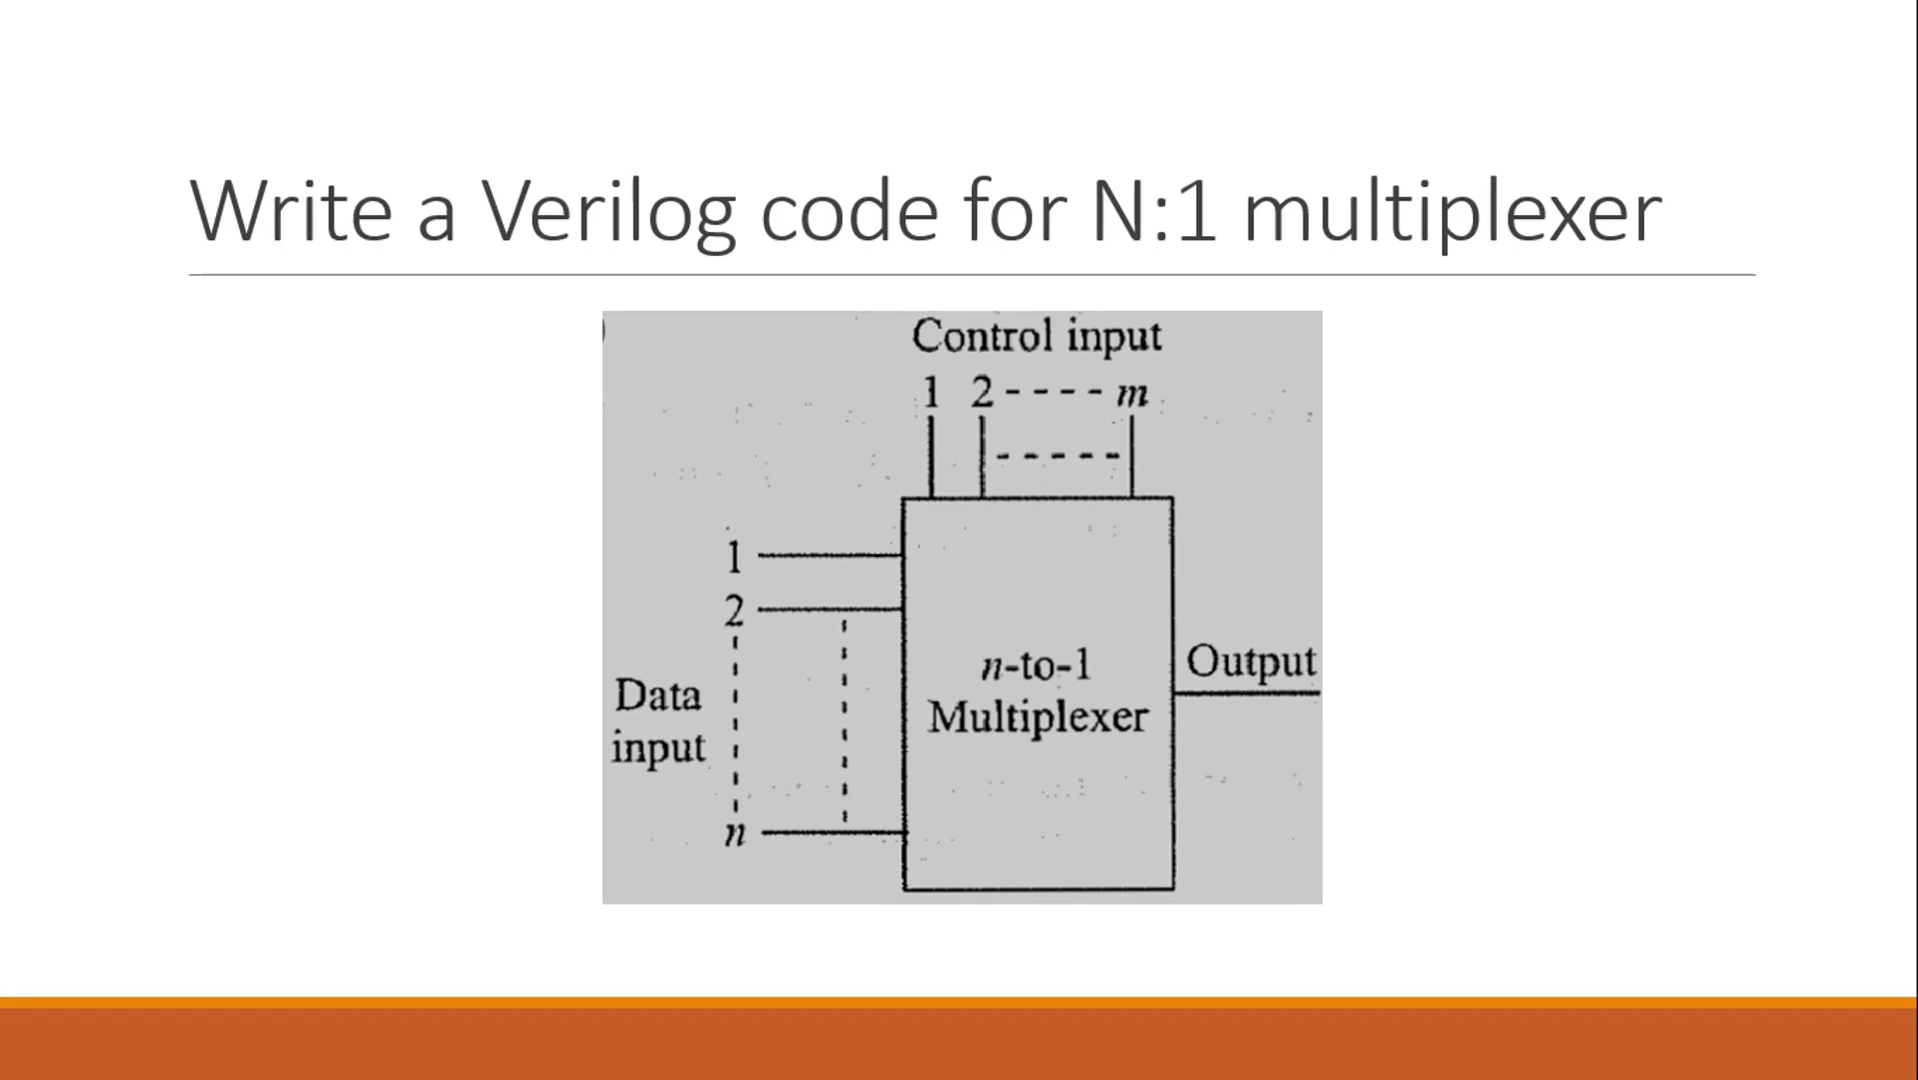 Write a Verilog code for N:1 multiplexer
Control input
1 2 - - - - m
- - - - -
1
2
n-to-1
Multiplexer
Output
Data
input
n